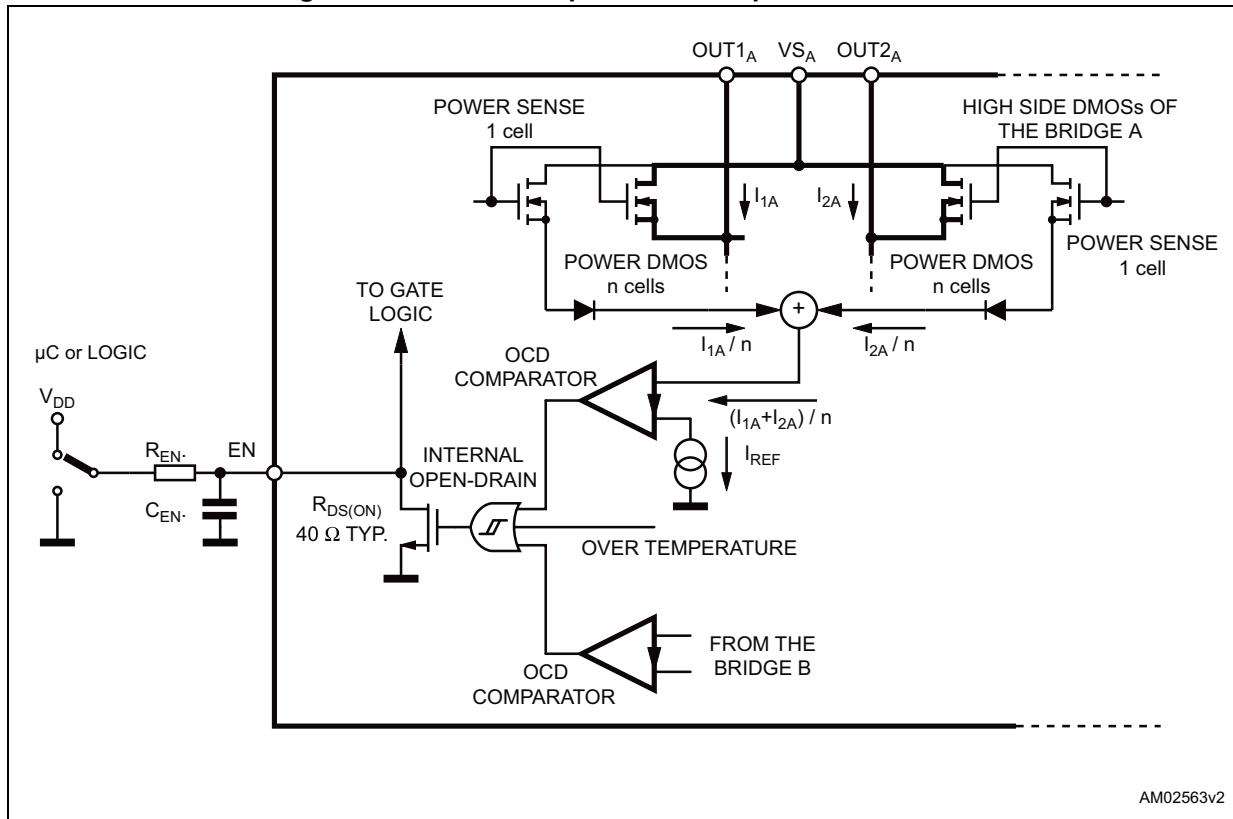 OUT1A VSA OUT2A
POWER SENSE
1 cell
HIGH SIDE DMOSs OF
THE BRIDGE A
I1A
I2A
POWER SENSE
1 cell
POWER DMOS
n cells
POWER DMOS
n cells
TO GATE
LOGIC
+
I1A / n
I2A / n
µC or LOGIC
OCD
COMPARATOR
VDD
(I1A+I2A) / n
IREF
REN.
EN
INTERNAL
OPEN-DRAIN
CEN.
RDS(ON)
40 Ω TYP.
OVER TEMPERATURE
FROM THE
BRIDGE B
OCD
COMPARATOR
AM02563v2